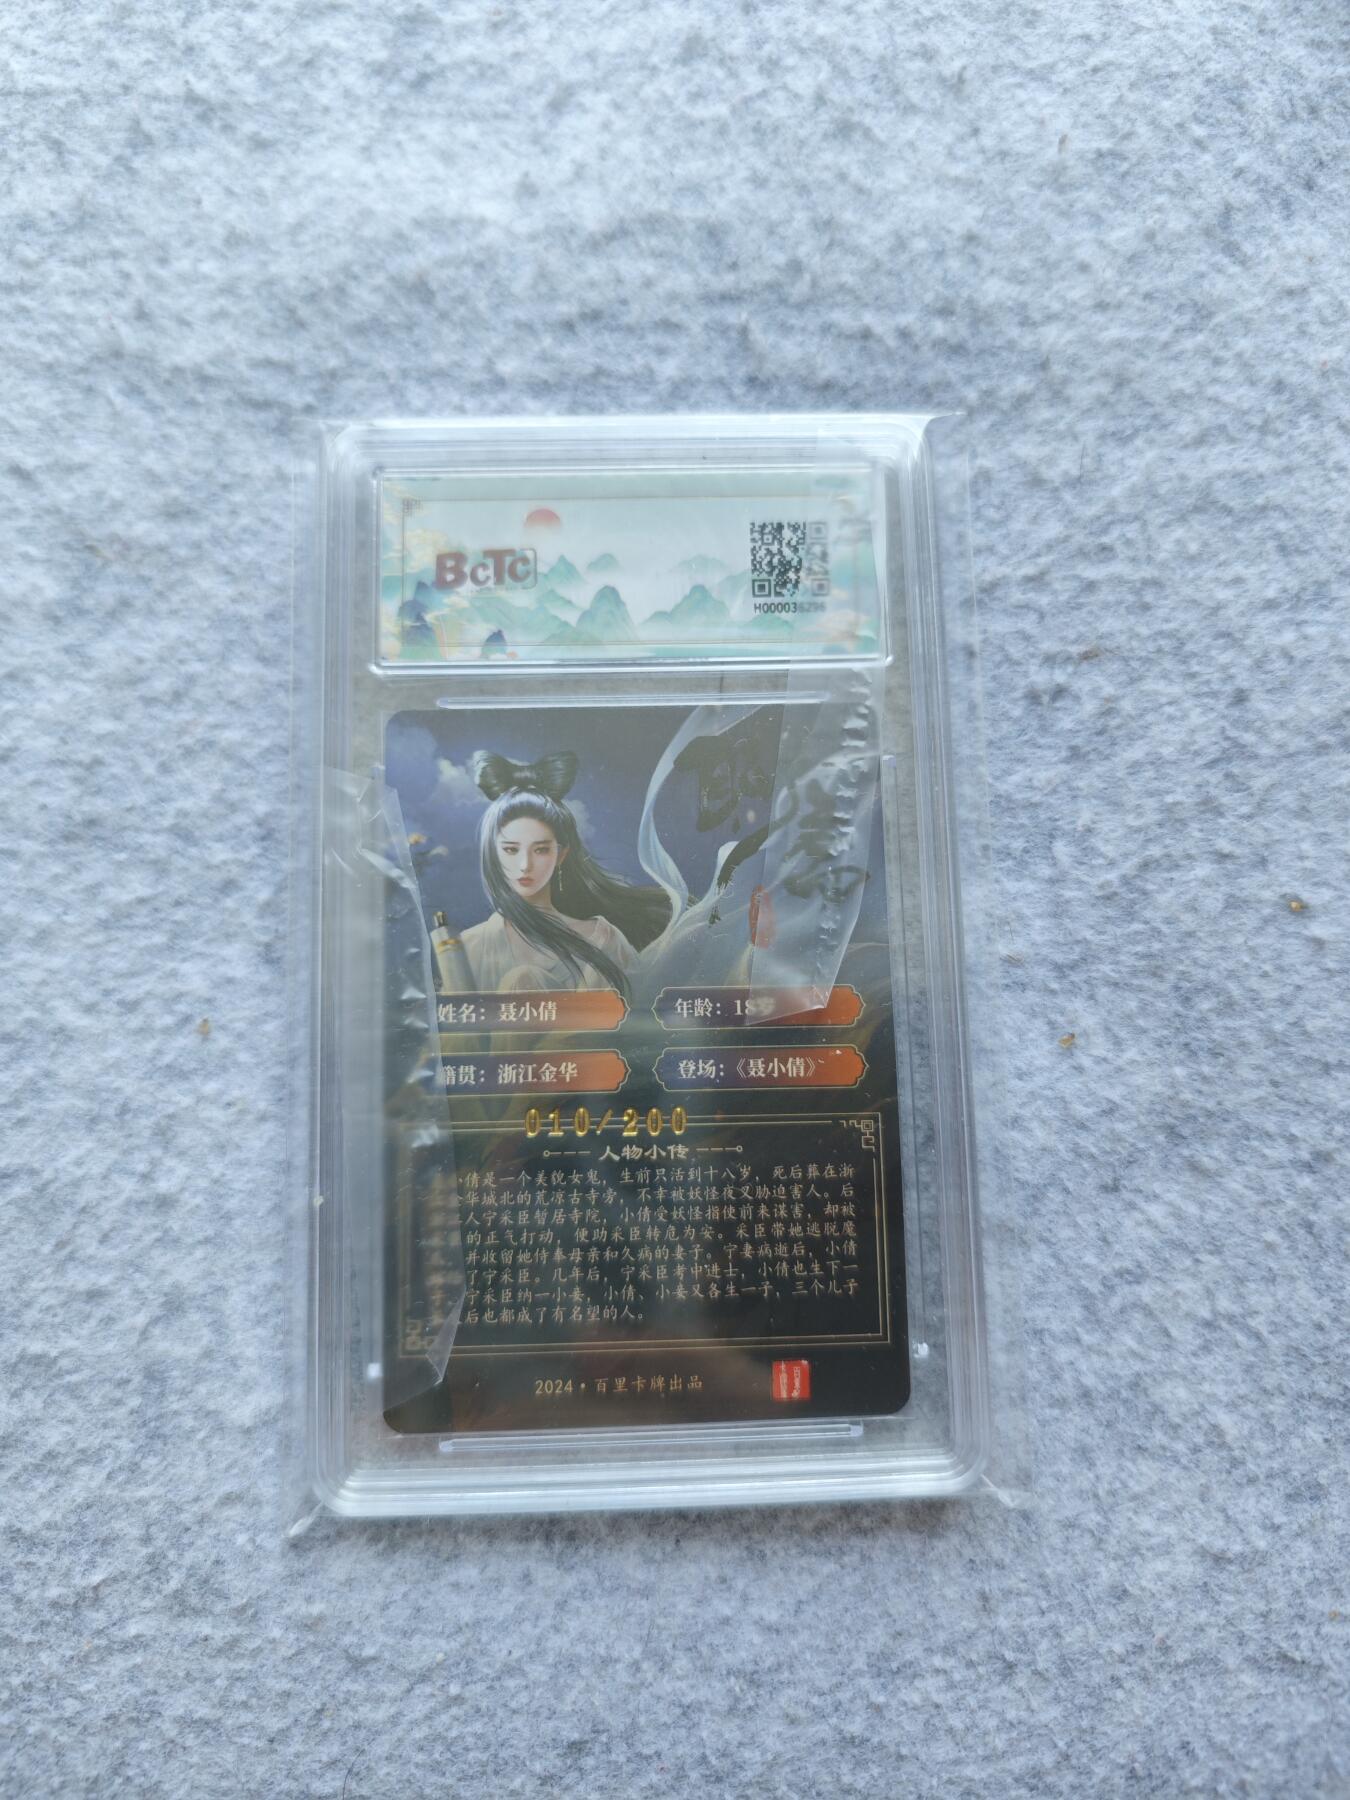 BCTC
H000036296
姓名：聂小倩
年龄：18岁
籍贯：浙江金华
登场：《聂小倩》
010/200
人物小传
小倩是一个美貌女鬼，生前只活到十八岁，死后葬在浙
华城北的荒凉古寺旁，不幸被妖怪夜叉胁迫害人。后
人宁采臣暂居寺院，小倩受妖怪指使前来谋害，却被
的正气打动，便助采臣转危为安。采臣带她逃脱魔
并收留她侍奉母亲和久病的妻子。宁妻病逝后，小倩
了宁采臣。几年后，宁采臣考中进士，小倩也生下一
宁采臣纳一小妾，小倩、小妾又各生一子，三个儿子
后也都成了有名望的人。
2024·百里卡牌出品